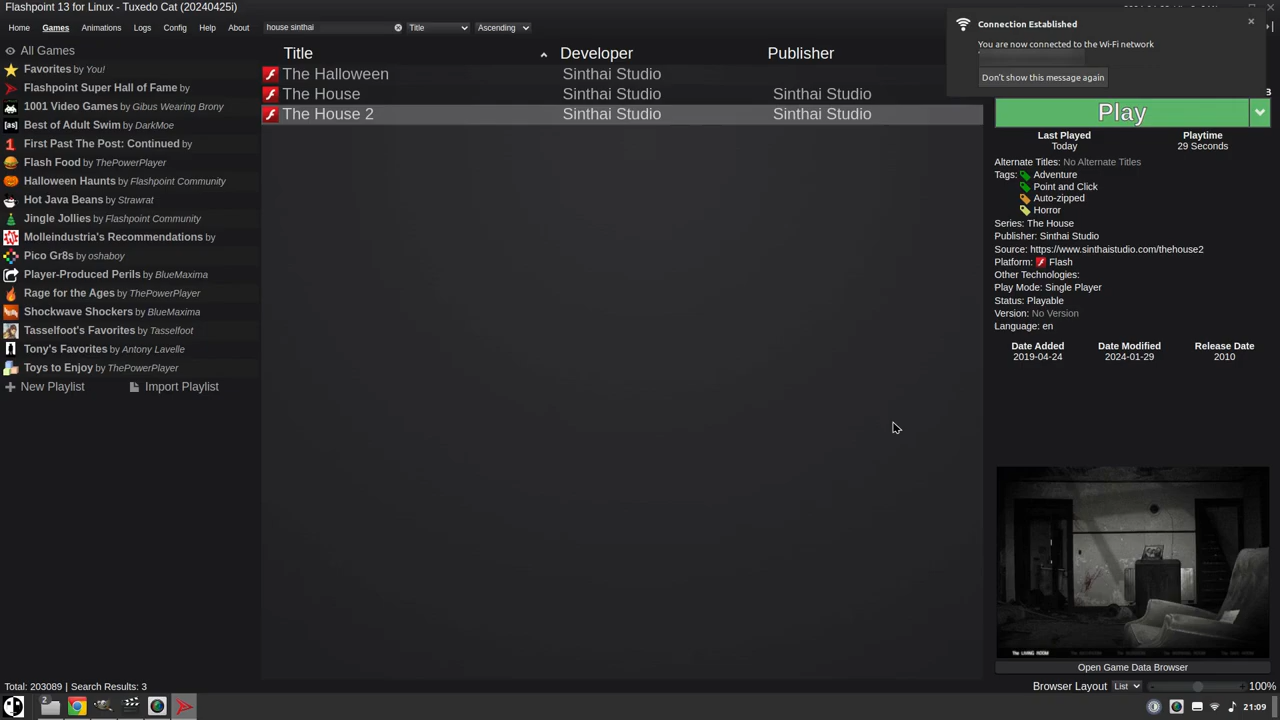 Flashpoint 13 for Linux - Tuxedo Cat (20240425i)
Home Games Animations Logs Config Help About house sinthai Title Ascending
Connection Established
You are now connected to the Wi-Fi network
Don't show this message again
All Games
Favorites by You!
Flashpoint Super Hall of Fame by
1001 Video Games by Gibus Wearing Brony
Best of Adult Swim by DarkMoe
First Past The Post: Continued by
Flash Food by ThePowerPlayer
Halloween Haunts by Flashpoint Community
Hot Java Beans by Strawrat
Jingle Jollies by Flashpoint Community
Molleindustria's Recommendations by
Pico Gr8s by oshaboy
Player-Produced Perils by BlueMaxima
Rage for the Ages by ThePowerPlayer
Shockwave Shockers by BlueMaxima
Tasselfoot's Favorites by Tasselfoot
Tony's Favorites by Antony Lavelle
Toys to Enjoy by ThePowerPlayer
New Playlist Import Playlist
Title Developer Publisher
The Halloween Sinthai Studio
The House Sinthai Studio Sinthai Studio
The House 2 Sinthai Studio Sinthai Studio
Play
Last Played Playtime
Today 29 Seconds
Alternate Titles: No Alternate Titles
Tags: Adventure
Point and Click
Auto-zipped
Horror
Series: The House
Publisher: Sinthai Studio
Source: https://www.sinthaistudio.com/thehouse2
Platform: Flash
Other Technologies:
Play Mode: Single Player
Status: Playable
Version: No Version
Language: en
Date Added Date Modified Release Date
2019-04-24 2024-01-29 2010
The LIVING ROOM
Open Game Data Browser
Total: 203089 | Search Results: 3
Browser Layout List - + 100%
2
21:09